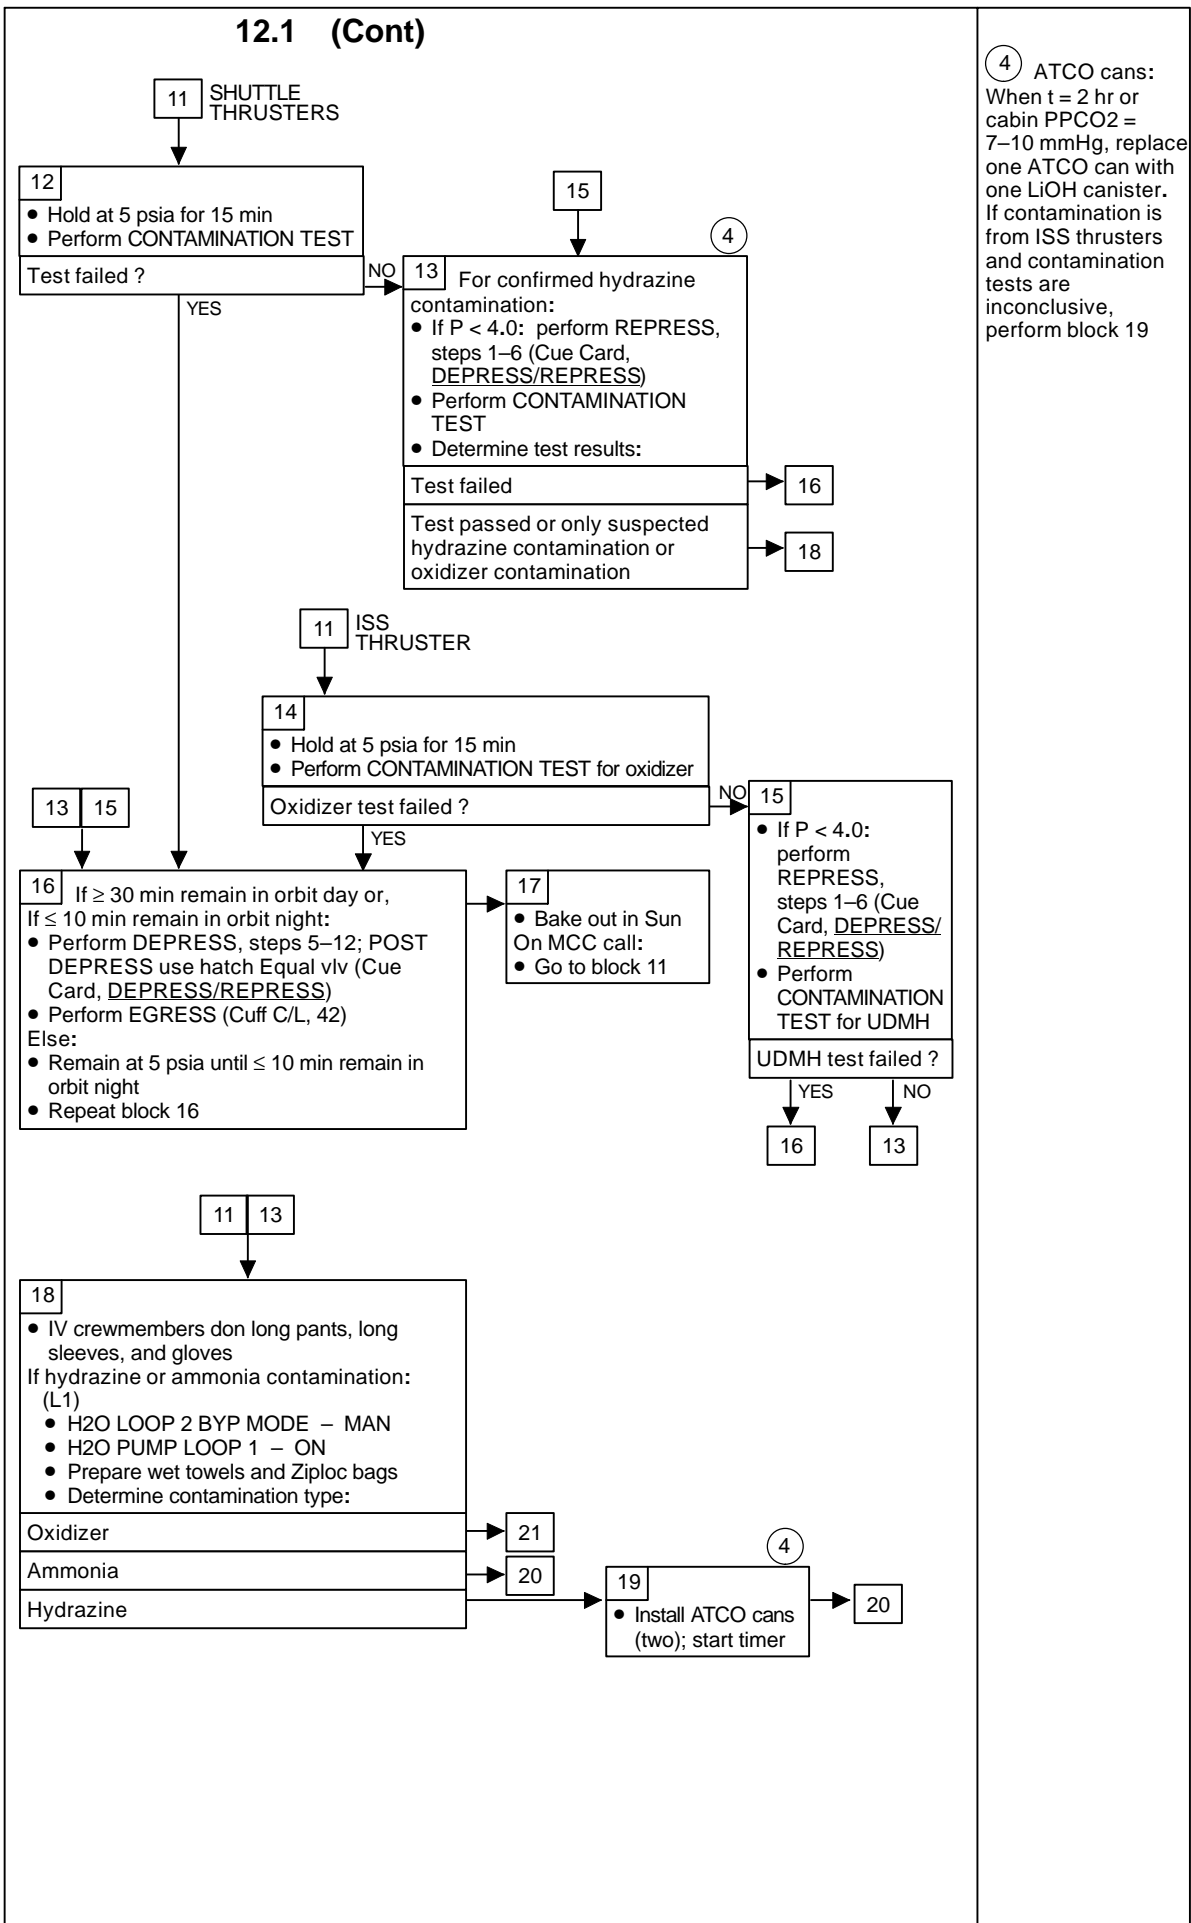 12.1 (Cont)
11 SHUTTLE
THRUSTERS
12
• Hold at 5 psia for 15 min
• Perform CONTAMINATION TEST
Test failed ?
NO
YES
15
4
13 For confirmed hydrazine
contamination:
• If P < 4.0: perform REPRESS,
steps 1–6 (Cue Card,
DEPRESS/REPRESS)
• Perform CONTAMINATION
TEST
• Determine test results:
Test failed
16
Test passed or only suspected
hydrazine contamination or
oxidizer contamination
18
11 ISS
THRUSTER
14
• Hold at 5 psia for 15 min
• Perform CONTAMINATION TEST for oxidizer
Oxidizer test failed ?
NO
YES
15
• If P < 4.0:
perform
REPRESS,
steps 1–6 (Cue
Card, DEPRESS/
REPRESS)
• Perform
CONTAMINATION
TEST for UDMH
UDMH test failed ?
YES
NO
16
13
13 15
16 If ≥ 30 min remain in orbit day or,
If ≤ 10 min remain in orbit night:
• Perform DEPRESS, steps 5–12; POST
DEPRESS use hatch Equal vlv (Cue
Card, DEPRESS/REPRESS)
• Perform EGRESS (Cuff C/L, 42)
Else:
• Remain at 5 psia until ≤ 10 min remain in
orbit night
• Repeat block 16
17
• Bake out in Sun
On MCC call:
• Go to block 11
11 13
18
• IV crewmembers don long pants, long
sleeves, and gloves
If hydrazine or ammonia contamination:
(L1)
• H2O LOOP 2 BYP MODE – MAN
• H2O PUMP LOOP 1 – ON
• Prepare wet towels and Ziploc bags
• Determine contamination type:
Oxidizer
21
Ammonia
20
Hydrazine
4
19
• Install ATCO cans
(two); start timer
20
4 ATCO cans:
When t = 2 hr or
cabin PPCO2 =
7–10 mmHg, replace
one ATCO can with
one LiOH canister.
If contamination is
from ISS thrusters
and contamination
tests are
inconclusive,
perform block 19